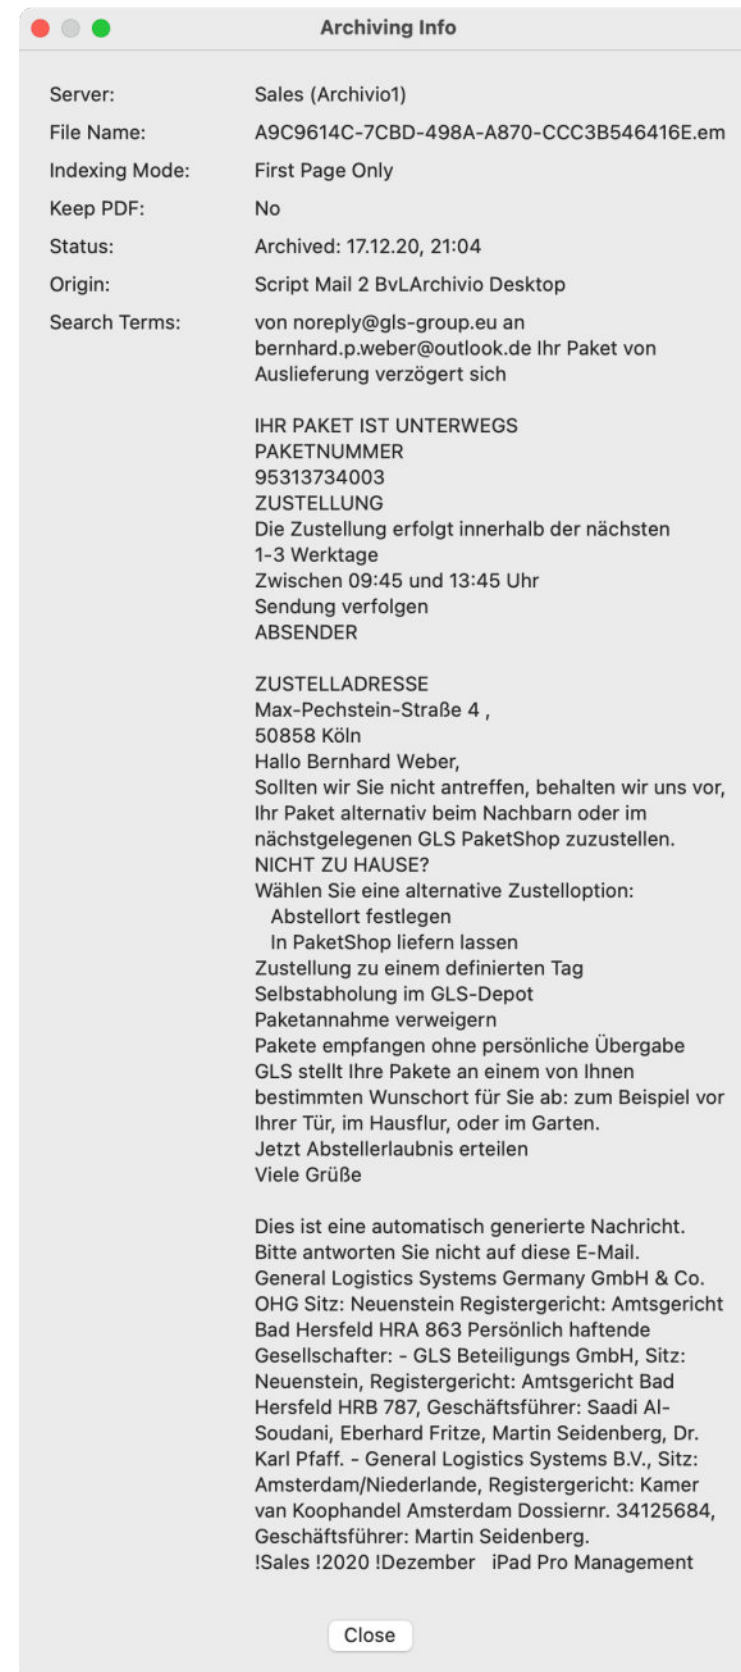 Archiving Info
Server: Sales (Archivio1)
File Name: A9C9614C-7CBD-498A-A870-CCC3B546416E.em
Indexing Mode: First Page Only
Keep PDF: No
Status: Archived: 17.12.20, 21:04
Origin: Script Mail 2 BvLArchivio Desktop
Search Terms: von noreply@gls-group.eu an
bernhard.p.weber@outlook.de Ihr Paket von
Auslieferung verzögert sich
IHR PAKET IST UNTERWEGS
PAKETNUMMER
95313734003
ZUSTELLUNG
Die Zustellung erfolgt innerhalb der nächsten
1-3 Werktage
Zwischen 09:45 und 13:45 Uhr
Sendung verfolgen
ABSENDER
ZUSTELLADRESSE
Max-Pechstein-Straße 4 ,
50858 Köln
Hallo Bernhard Weber,
Sollten wir Sie nicht antreffen, behalten wir uns vor,
Ihr Paket alternativ beim Nachbarn oder im
nächstgelegenen GLS PaketShop zuzustellen.
NICHT ZU HAUSE?
Wählen Sie eine alternative Zustelloption:
Abstellort festlegen
In PaketShop liefern lassen
Zustellung zu einem definierten Tag
Selbstabholung im GLS-Depot
Paketannahme verweigern
Pakete empfangen ohne persönliche Übergabe
GLS stellt Ihre Pakete an einem von Ihnen
bestimmten Wunschort für Sie ab: zum Beispiel vor
Ihrer Tür, im Hausflur, oder im Garten.
Jetzt Abstellerlaubnis erteilen
Viele Grüße
Dies ist eine automatisch generierte Nachricht.
Bitte antworten Sie nicht auf diese E-Mail.
General Logistics Systems Germany GmbH & Co.
OHG Sitz: Neuenstein Registergericht: Amtsgericht
Bad Hersfeld HRA 863 Persönlich haftende
Gesellschafter: - GLS Beteiligungs GmbH, Sitz:
Neuenstein, Registergericht: Amtsgericht Bad
Hersfeld HRB 787, Geschäftsführer: Saadi Al-
Soudani, Eberhard Fritze, Martin Seidenberg, Dr.
Karl Pfaff. - General Logistics Systems B.V., Sitz:
Amsterdam/Niederlande, Registergericht: Kamer
van Koophandel Amsterdam Dossiernr. 34125684,
Geschäftsführer: Martin Seidenberg.
!Sales !2020 !Dezember   iPad Pro Management
Close